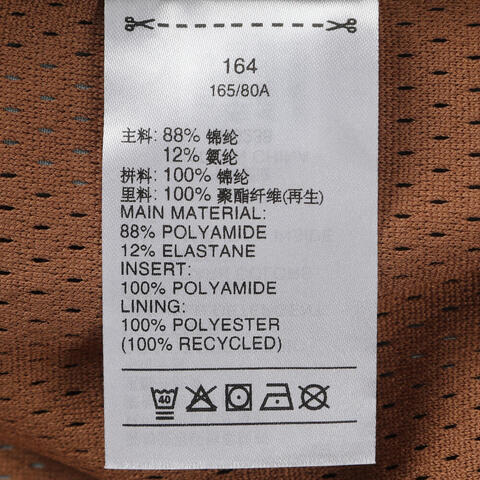 164
165/80A
主料: 88% 锦纶
12% 氨纶
拼料: 100% 锦纶
里料: 100% 聚酯纤维(再生)
MAIN MATERIAL:
88% POLYAMIDE
12% ELASTANE
INSERT:
100% POLYAMIDE
LINING:
100% POLYESTER
(100% RECYCLED)
40